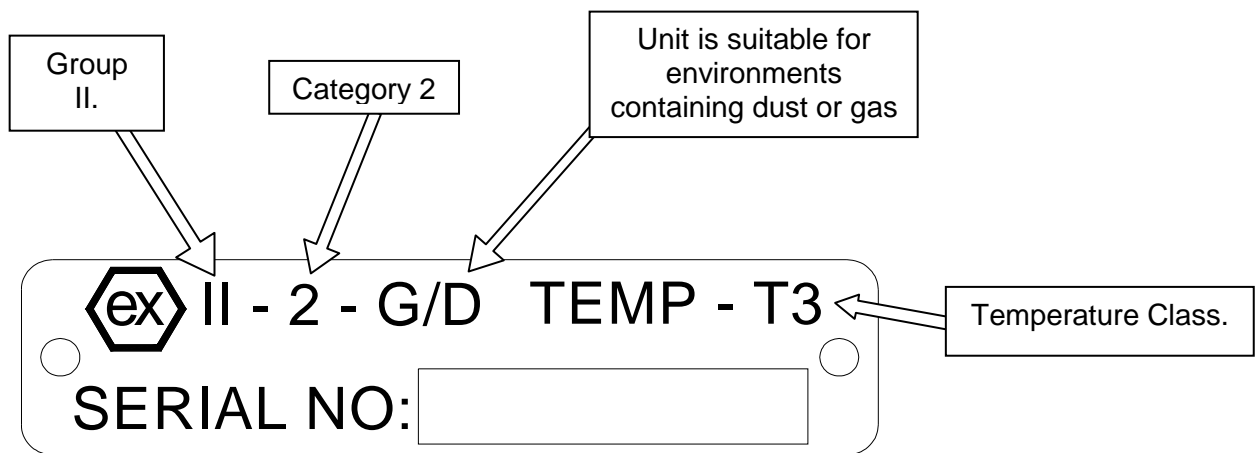 Group
II.
Category 2
Unit is suitable for
environments
containing dust or gas
ex II - 2 - G/D TEMP - T3
Temperature Class.
SERIAL NO: